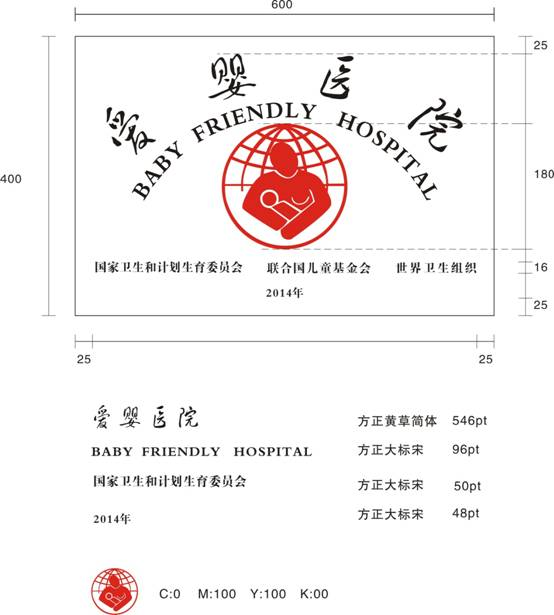 600
25
爱婴医院
BABY FRIENDLY HOSPITAL
400
180
国家卫生和计划生育委员会 联合国儿童基金会 世界卫生组织
16
2014年
25
25 25
爱婴医院 方正黄草简体 546pt
BABY FRIENDLY HOSPITAL 方正大标宋 96pt
国家卫生和计划生育委员会 方正大标宋 50pt
2014年 方正大标宋 48pt
C:0 M:100 Y:100 K:00